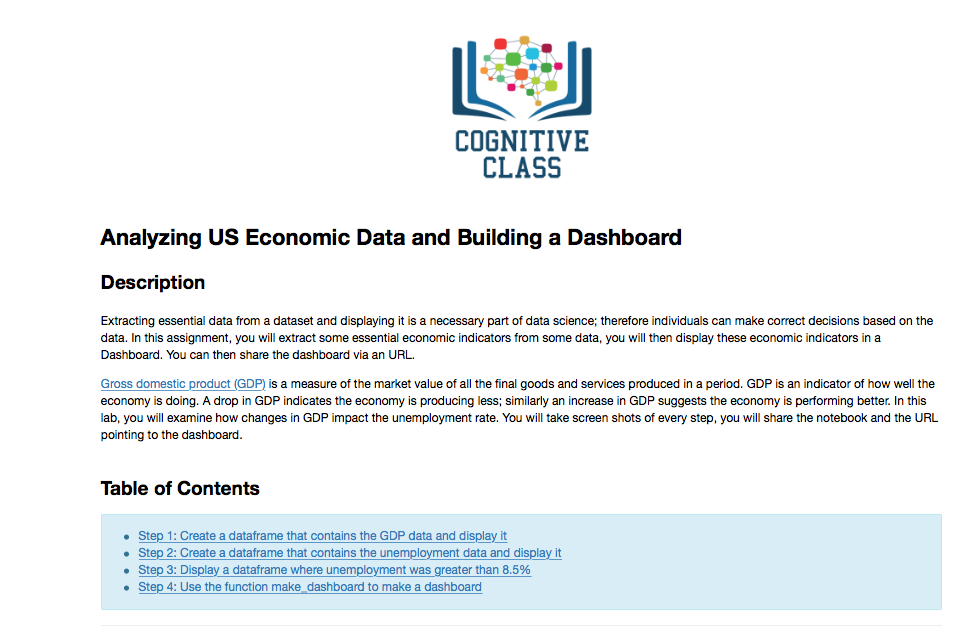 COGNITIVE
CLASS
Analyzing US Economic Data and Building a Dashboard
Description
Extracting essential data from a dataset and displaying it is a necessary part of data science; therefore individuals can make correct decisions based on the
data. In this assignment, you will extract some essential economic indicators from some data, you will then display these economic indicators in a
Dashboard. You can then share the dashboard via an URL.
Gross domestic product (GDP) is a measure of the market value of all the final goods and services produced in a period. GDP is an indicator of how well the
economy is doing. A drop in GDP indicates the economy is producing less; similarly an increase in GDP suggests the economy is performing better. In this
lab, you will examine how changes in GDP impact the unemployment rate. You will take screen shots of every step, you will share the notebook and the URL
pointing to the dashboard.
Table of Contents
• Step 1: Create a dataframe that contains the GDP data and display it
• Step 2: Create a dataframe that contains the unemployment data and display it
• Step 3: Display a dataframe where unemployment was greater than 8.5%
• Step 4: Use the function make_dashboard to make a dashboard